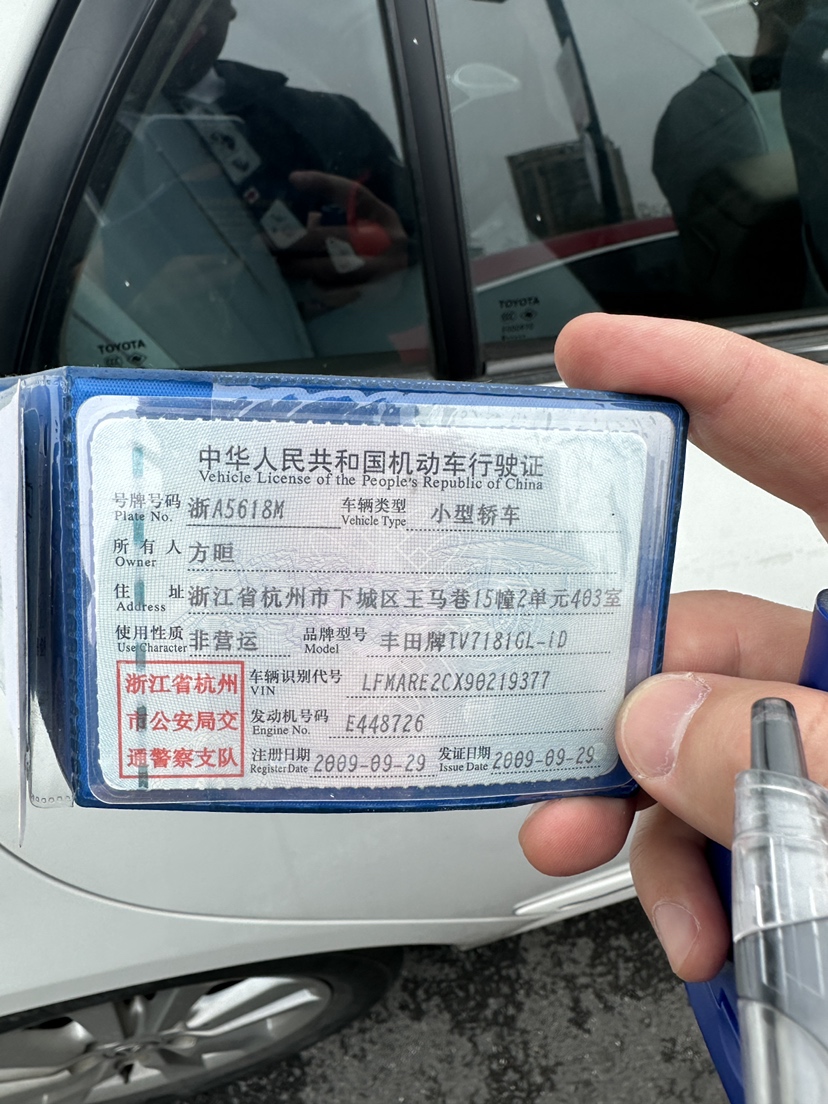 TOYOTA
TOYOTA
中华人民共和国机动车行驶证
Vehicle License of the People's Republic of China
号牌号码 浙A5618M 车辆类型 小型轿车
Plate No. Vehicle Type
所有人 方晅
Owner
住址 浙江省杭州市下城区王马巷15幢2单元403室
Address
使用性质 非营运 品牌型号 丰田牌TV7181GL-iD
Use Character Model
浙江省杭州
市公安局交
通警察支队
车辆识别代号 LFMARE2CX90219377
VIN
发动机号码 E448726
Engine No.
注册日期 2009-09-29 发证日期 2009-09-29
Register Date Issue Date